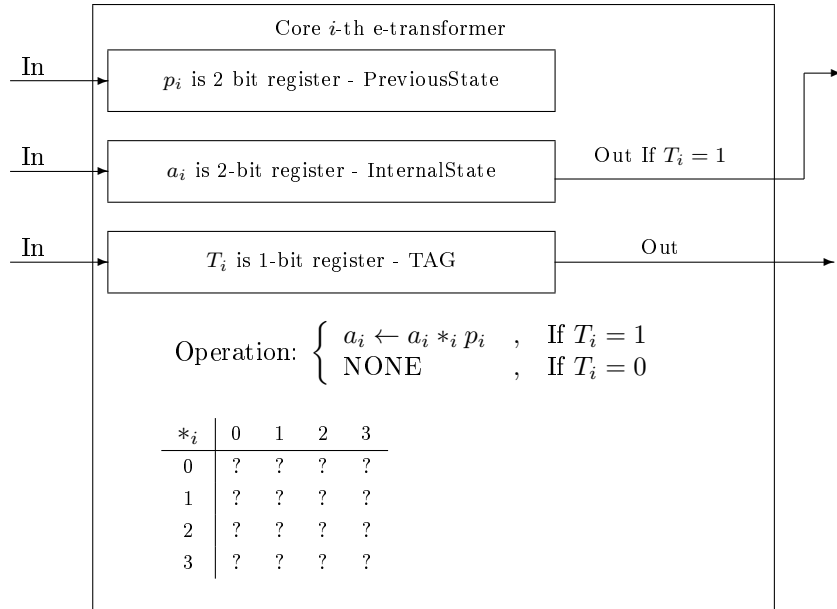 Core i-th e-transformer
In
p_i is 2 bit register - PreviousState
In
a_i is 2-bit register - InternalState
Out If T_i = 1
In
T_i is 1-bit register - TAG
Out
Operation: { a_i ← a_i *_i p_i , If T_i = 1
NONE , If T_i = 0
*_i 0 1 2 3
0 ? ? ? ?
1 ? ? ? ?
2 ? ? ? ?
3 ? ? ? ?